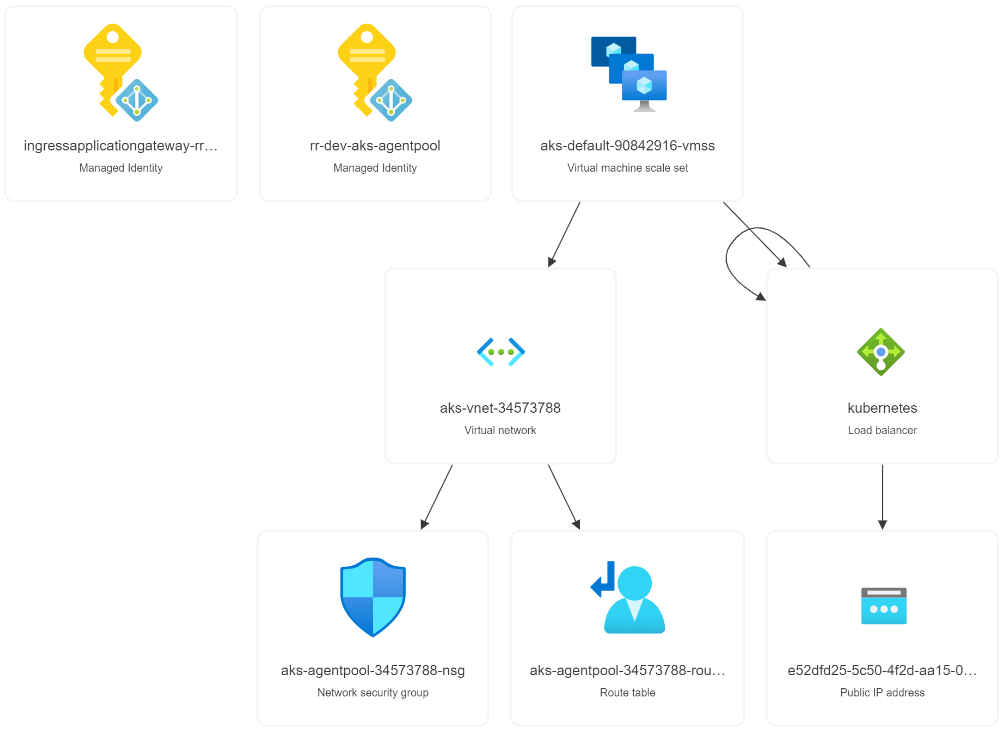 ingressapplicationgateway-rr...
Managed Identity
rr-dev-aks-agentpool
Managed Identity
aks-default-90842916-vmss
Virtual machine scale set
aks-vnet-34573788
Virtual network
kubernetes
Load balancer
aks-agentpool-34573788-nsg
Network security group
aks-agentpool-34573788-rou...
Route table
e52dfd25-5c50-4f2d-aa15-0...
Public IP address